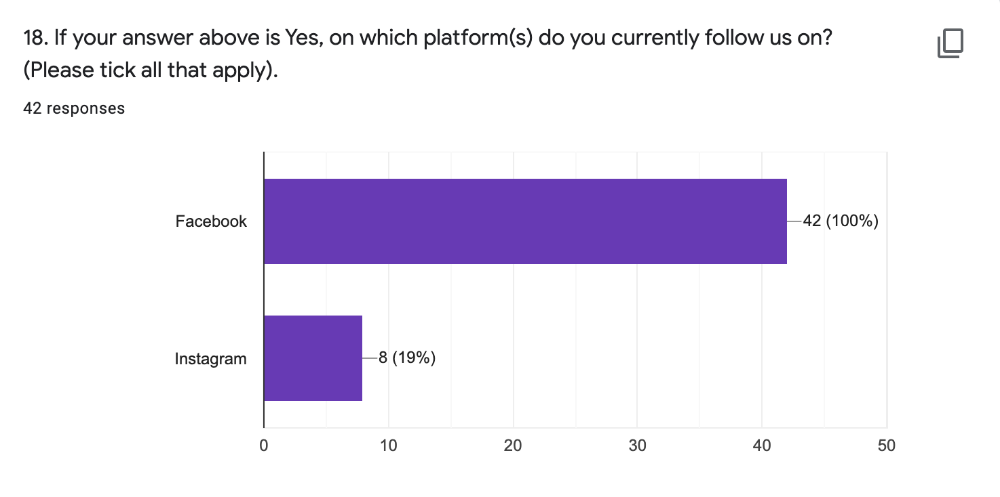 18. If your answer above is Yes, on which platform(s) do you currently follow us on?
(Please tick all that apply).
42 responses
Facebook
42 (100%)
Instagram
8 (19%)
0
10
20
30
40
50